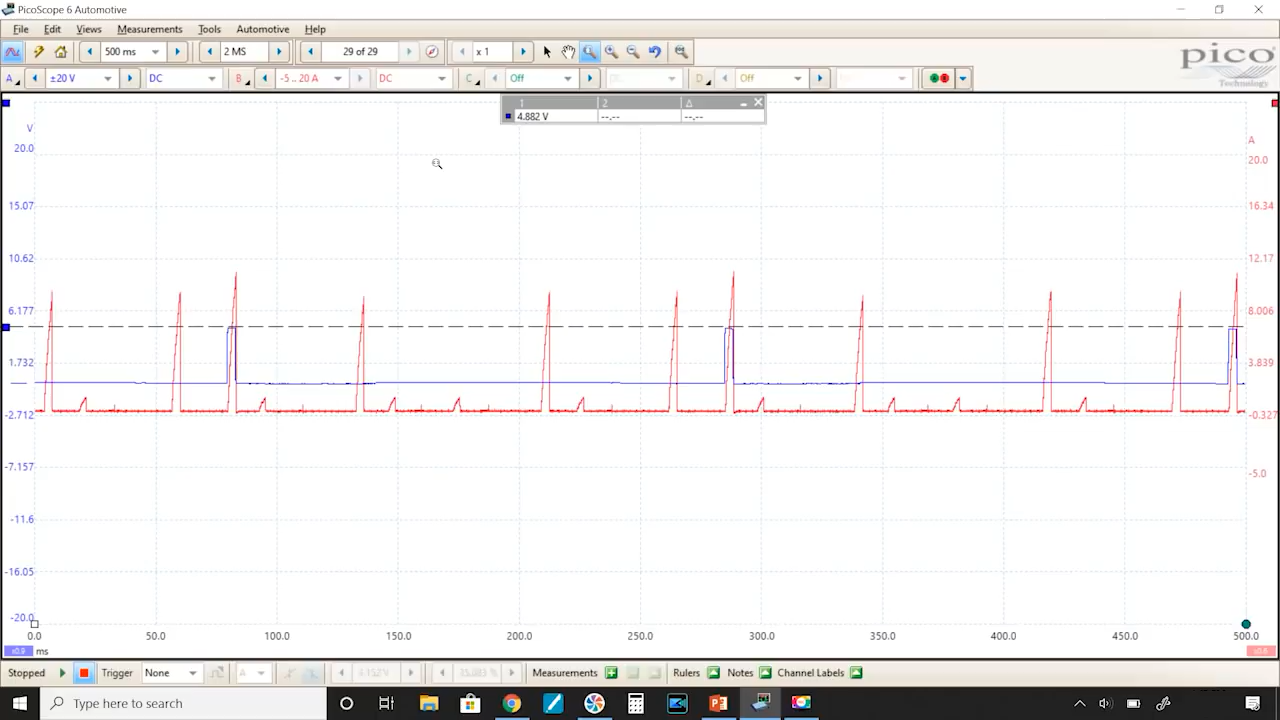 PicoScope 6 Automotive
File Edit Views Measurements Tools Automotive Help
500 ms 2 MS 29 of 29 x 1
pico
Technology
A ±20 V DC B -5 .. 20 A DC C Off D Off
1 2 Δ
4.882 V --.-- --.--
V
A
20.0
20.0
15.07
16.34
10.62
12.17
6.177
8.006
1.732
3.839
-2.712
-0.327
-7.157
-5.0
-11.6
-16.05
-20.0
0.0 50.0 100.0 150.0 200.0 250.0 300.0 350.0 400.0 450.0 500.0
x0.9 ms
Stopped Trigger None A Measurements Rulers Notes Channel Labels
Type here to search